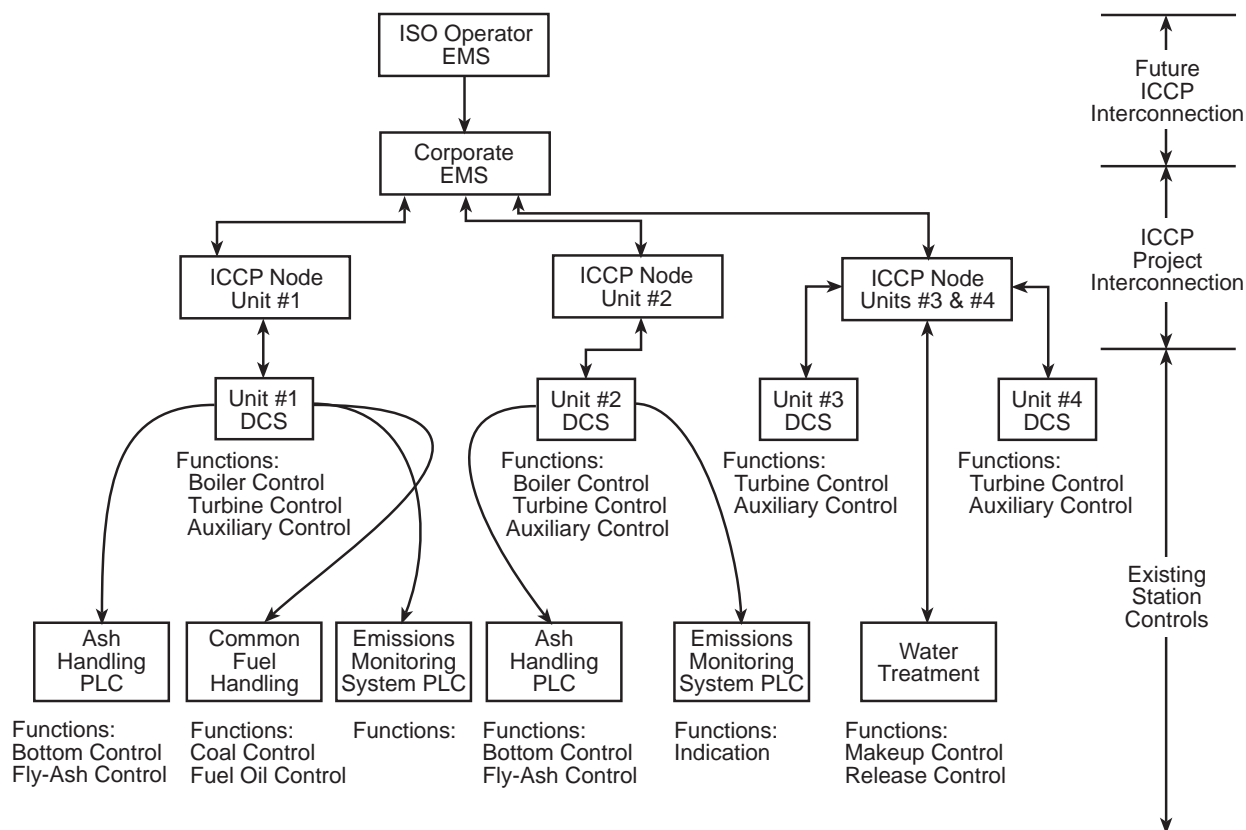 ISO Operator
EMS
Future
ICCP
Interconnection
Corporate
EMS
ICCP
Project
Interconnection
ICCP Node
Unit #1
ICCP Node
Unit #2
ICCP Node
Units #3 & #4
Unit #1
DCS
Unit #2
DCS
Unit #3
DCS
Unit #4
DCS
Functions:
Boiler Control
Turbine Control
Auxiliary Control
Functions:
Boiler Control
Turbine Control
Auxiliary Control
Functions:
Turbine Control
Auxiliary Control
Functions:
Turbine Control
Auxiliary Control
Existing
Station
Controls
Ash
Handling
PLC
Common
Fuel
Handling
Emissions
Monitoring
System PLC
Ash
Handling
PLC
Emissions
Monitoring
System PLC
Water
Treatment
Functions:
Bottom Control
Fly-Ash Control
Functions:
Coal Control
Fuel Oil Control
Functions:
Functions:
Bottom Control
Fly-Ash Control
Functions:
Indication
Functions:
Makeup Control
Release Control